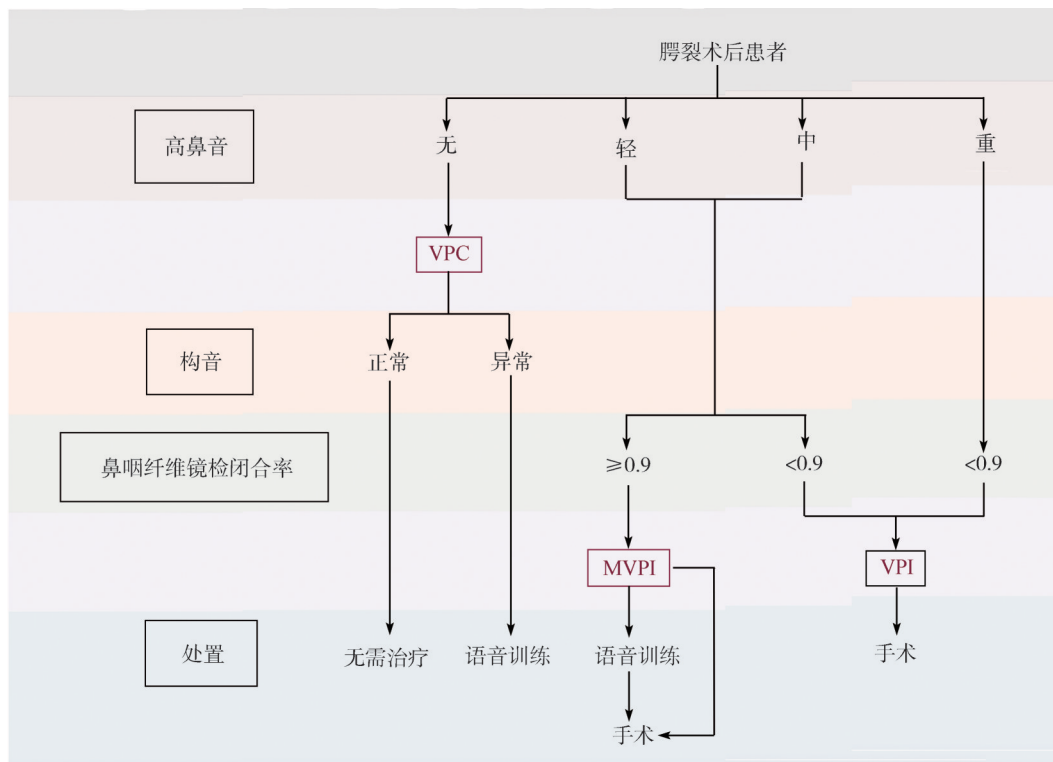 腭裂术后患者
高鼻音
无
轻
中
重
VPC
构音
正常
异常
鼻咽纤维镜检闭合率
≥0.9
<0.9
<0.9
MVPI
VPI
处置
无需治疗
语音训练
语音训练
手术
手术